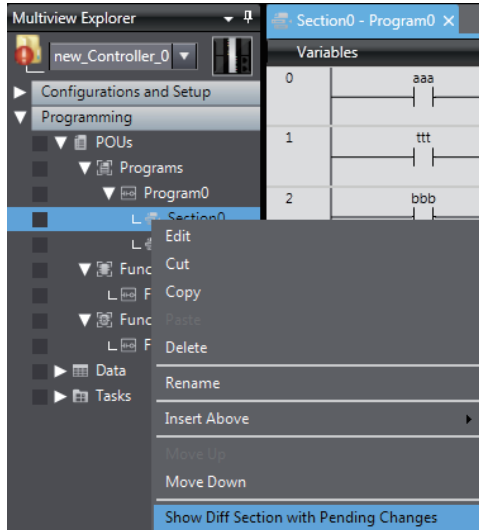 Multiview Explorer
new_Controller_0
Configurations and Setup
Programming
POUs
Programs
Program0
Section0
Func
F
Func
F
Data
Tasks
Section0 - Program0
Variables
0
aaa
1
ttt
2
bbb
Edit
Cut
Copy
Paste
Delete
Rename
Insert Above
Move Up
Move Down
Show Diff Section with Pending Changes